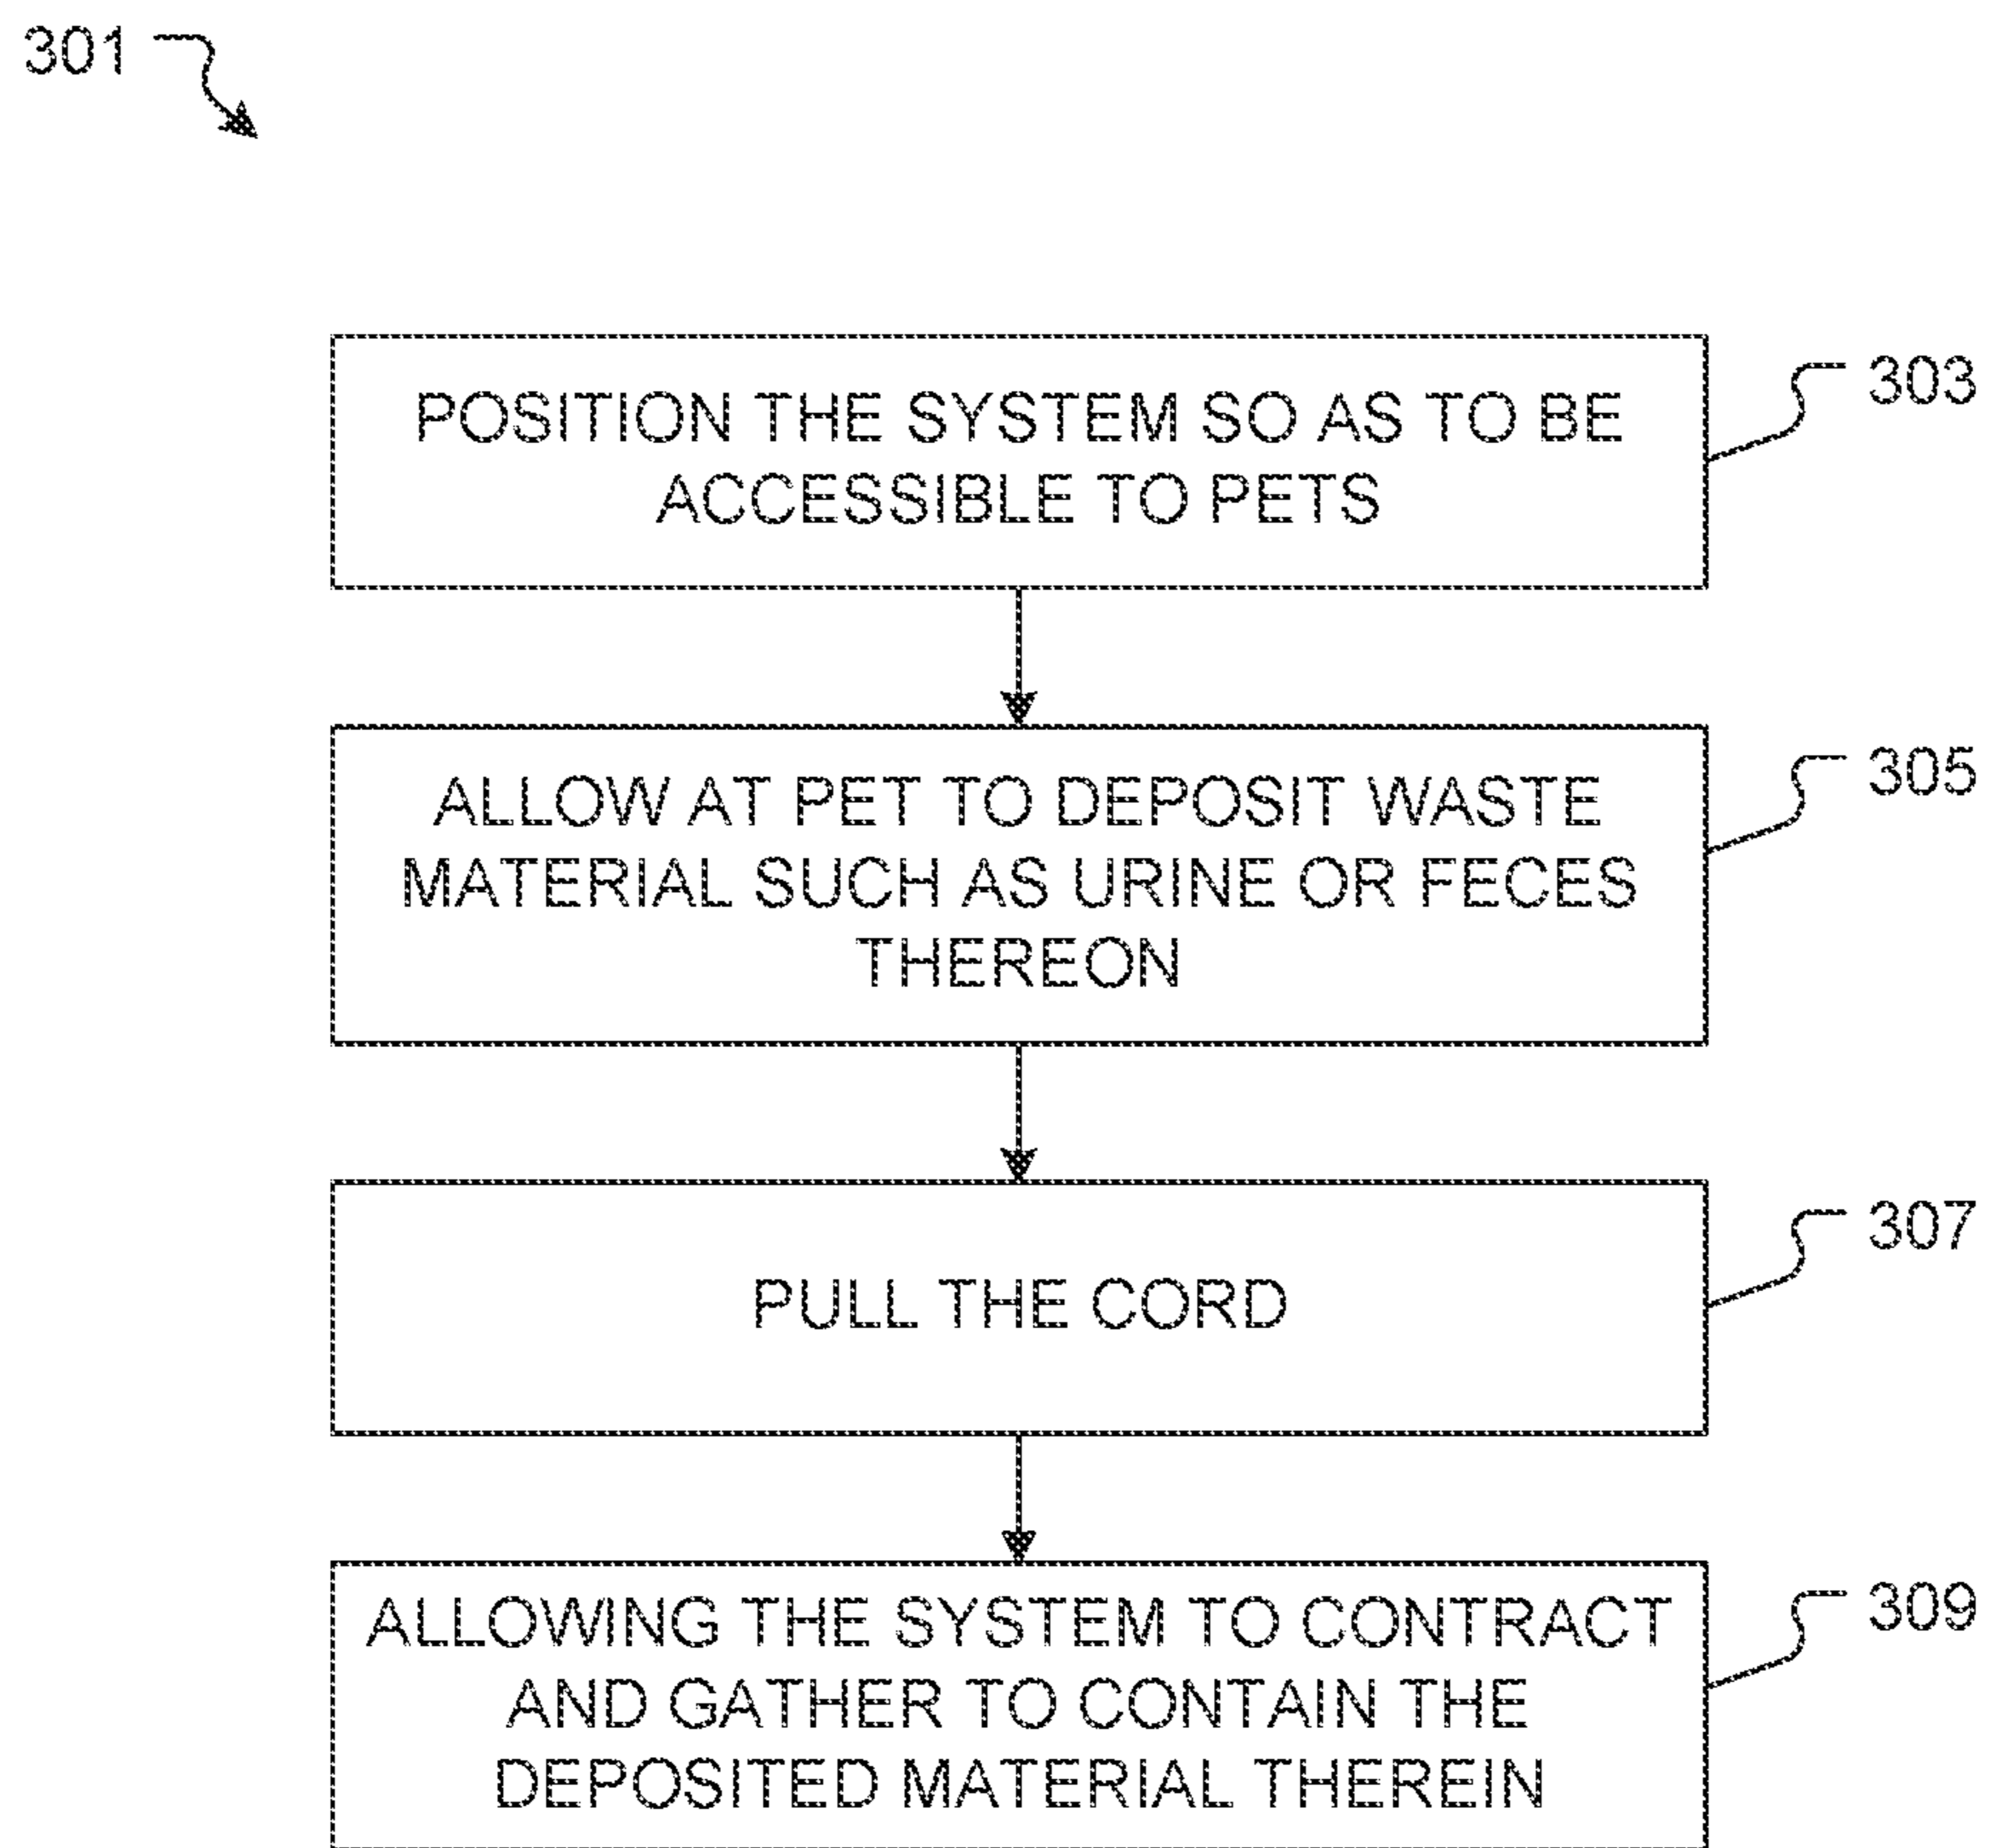 301
POSITION THE SYSTEM SO AS TO BE
ACCESSIBLE TO PETS
303
ALLOW AT PET TO DEPOSIT WASTE
MATERIAL SUCH AS URINE OR FECES
THEREON
305
PULL THE CORD
307
ALLOWING THE SYSTEM TO CONTRACT
AND GATHER TO CONTAIN THE
DEPOSITED MATERIAL THEREIN
309